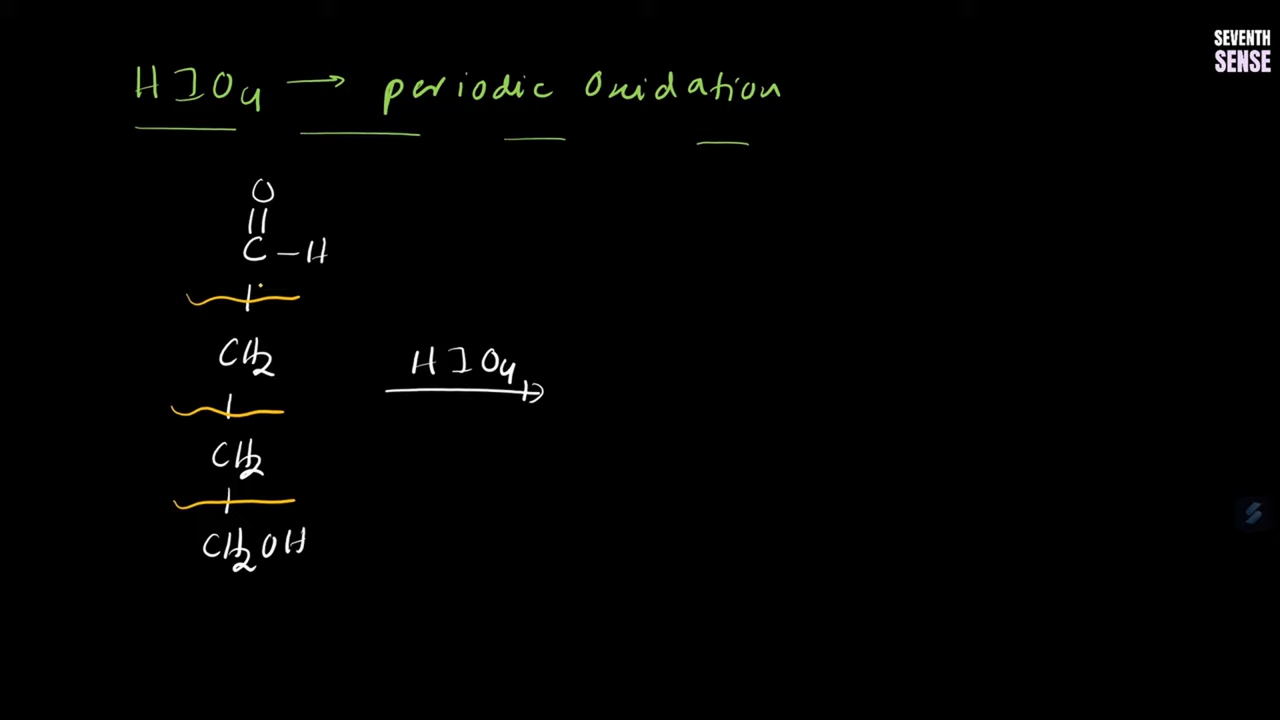 SEVENTH
SENSE
HIO4 → periodic Oxidation
O
||
C – H
|
CH2
|
CH2
|
CH2OH
HIO4